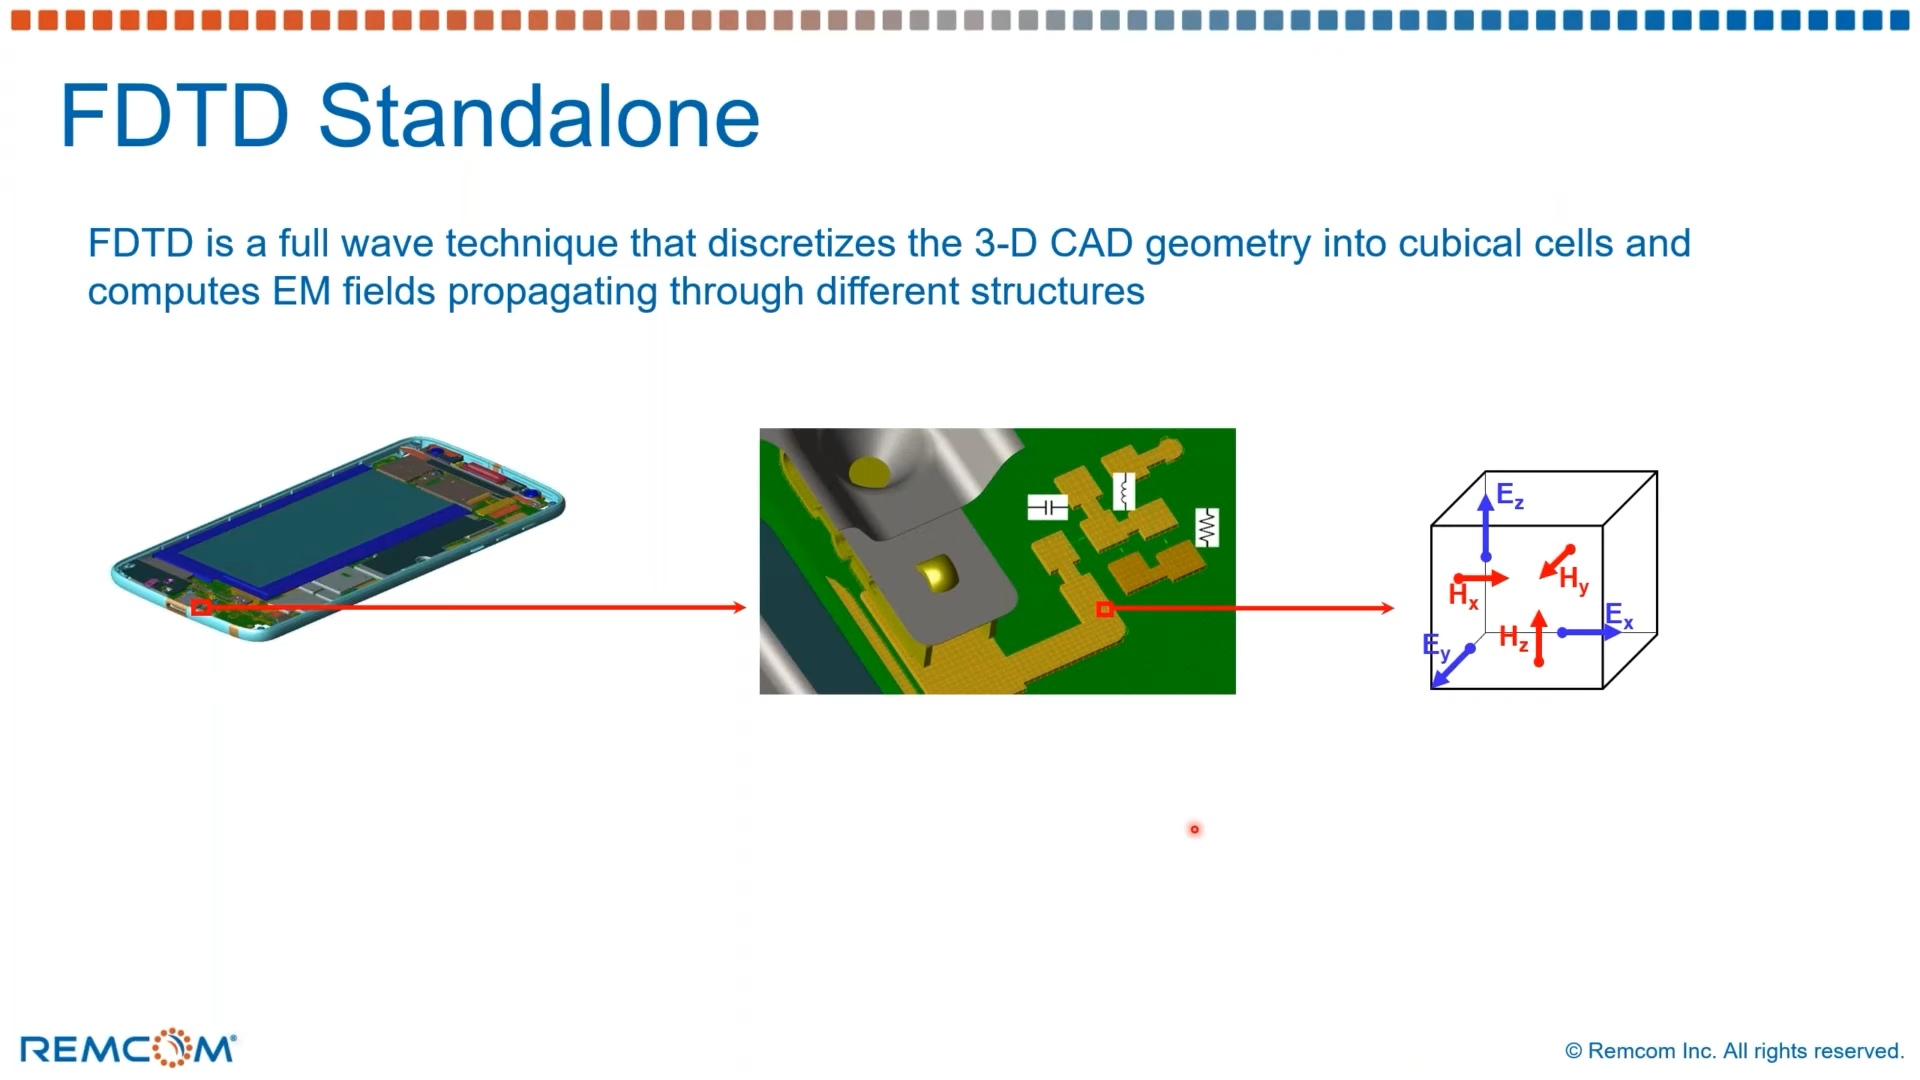 FDTD Standalone
FDTD is a full wave technique that discretizes the 3-D CAD geometry into cubical cells and
computes EM fields propagating through different structures
Ez
Hx
Hy
Ex
Ey
Hz
REMCOM®
© Remcom Inc. All rights reserved.